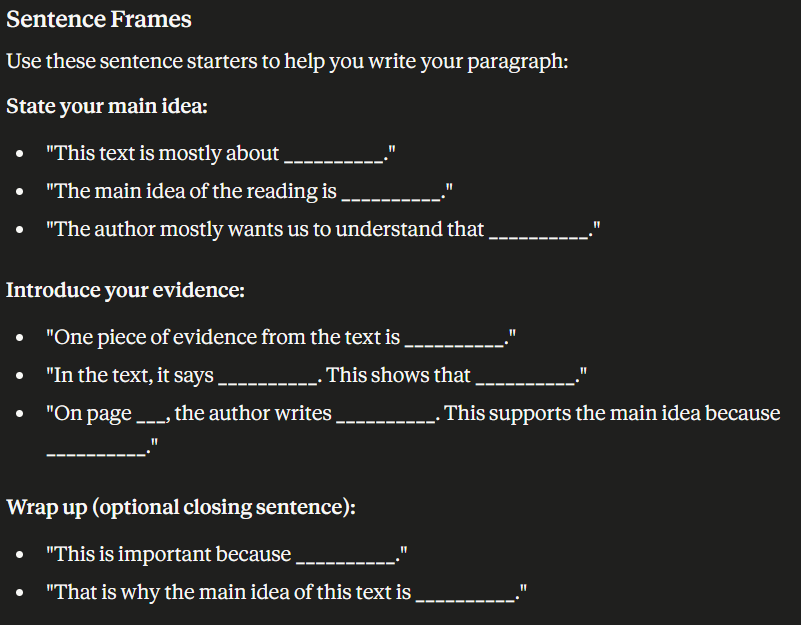 Sentence Frames
Use these sentence starters to help you write your paragraph:
State your main idea:
• "This text is mostly about __________."
• "The main idea of the reading is __________."
• "The author mostly wants us to understand that __________."
Introduce your evidence:
• "One piece of evidence from the text is __________."
• "In the text, it says __________. This shows that __________."
• "On page ___, the author writes __________. This supports the main idea because
__________."
Wrap up (optional closing sentence):
• "This is important because __________."
• "That is why the main idea of this text is __________."